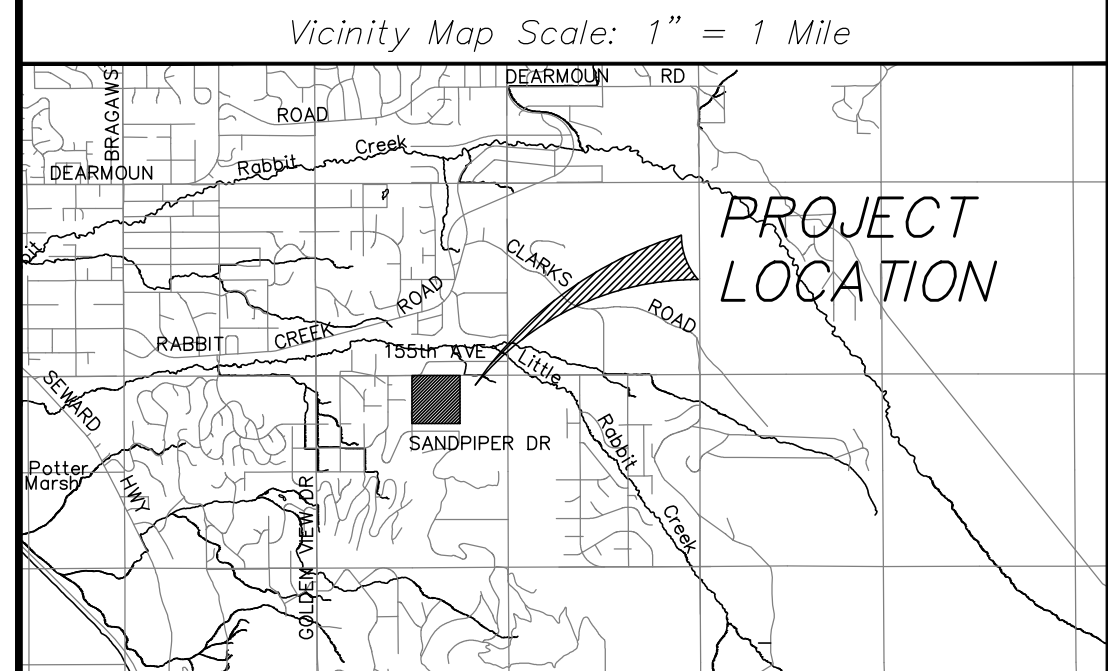 Vicinity Map Scale: 1” = 1 Mile
DEARMOUN RD
BRAGAWS
ROAD
Rabbit Creek
DEARMOUN
PROJECT
LOCATION
bit
CLARKS
ROAD
ROAD
CREEK
RABBIT
155th AVE
Little
SEWARD
SANDPIPER DR
Rabbit
Potter
Marsh
HWY
GOLDEN VIEW DR
Creek